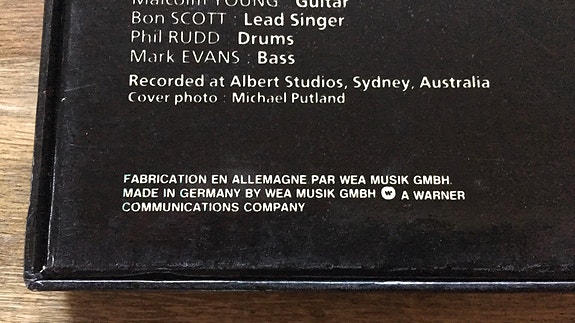 Malcolm YOUNG : Guitar
Bon SCOTT : Lead Singer
Phil RUDD : Drums
Mark EVANS : Bass
Recorded at Albert Studios, Sydney, Australia
Cover photo : Michael Putland
FABRICATION EN ALLEMAGNE PAR WEA MUSIK GMBH.
MADE IN GERMANY BY WEA MUSIK GMBH W A WARNER
COMMUNICATIONS COMPANY